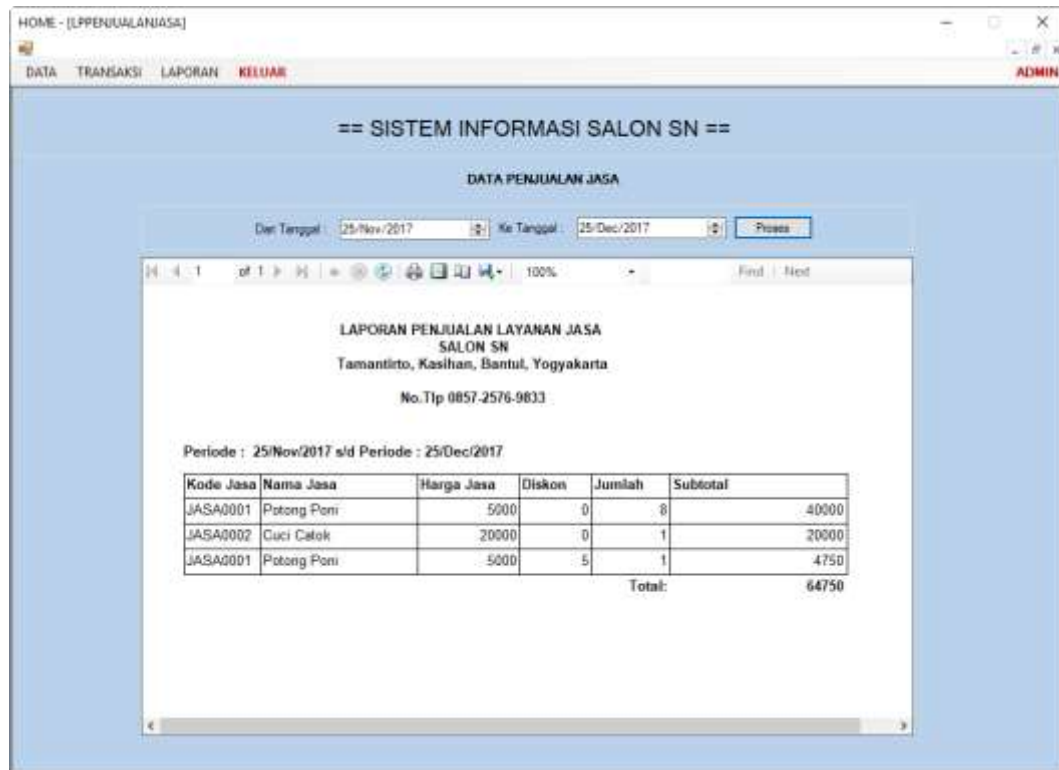 HOME - [LPPENJUALANJASA]
DATA TRANSAKSI LAPORAN KELUAR ADMIN
== SISTEM INFORMASI SALON SN ==
DATA PENJUALAN JASA
Dari Tanggal : 25/Nov/2017 Ke Tanggal : 25/Dec/2017 Proses
1 of 1 100% Find | Next
LAPORAN PENJUALAN LAYANAN JASA
SALON SN
Tamantirto, Kasihan, Bantul, Yogyakarta
No.Tlp 0857-2576-9833
Periode : 25/Nov/2017 s/d Periode : 25/Dec/2017
Kode Jasa Nama Jasa Harga Jasa Diskon Jumlah Subtotal
JASA0001 Potong Poni 5000 0 8 40000
JASA0002 Cuci Catok 20000 0 1 20000
JASA0001 Potong Poni 5000 5 1 4750
Total: 64750